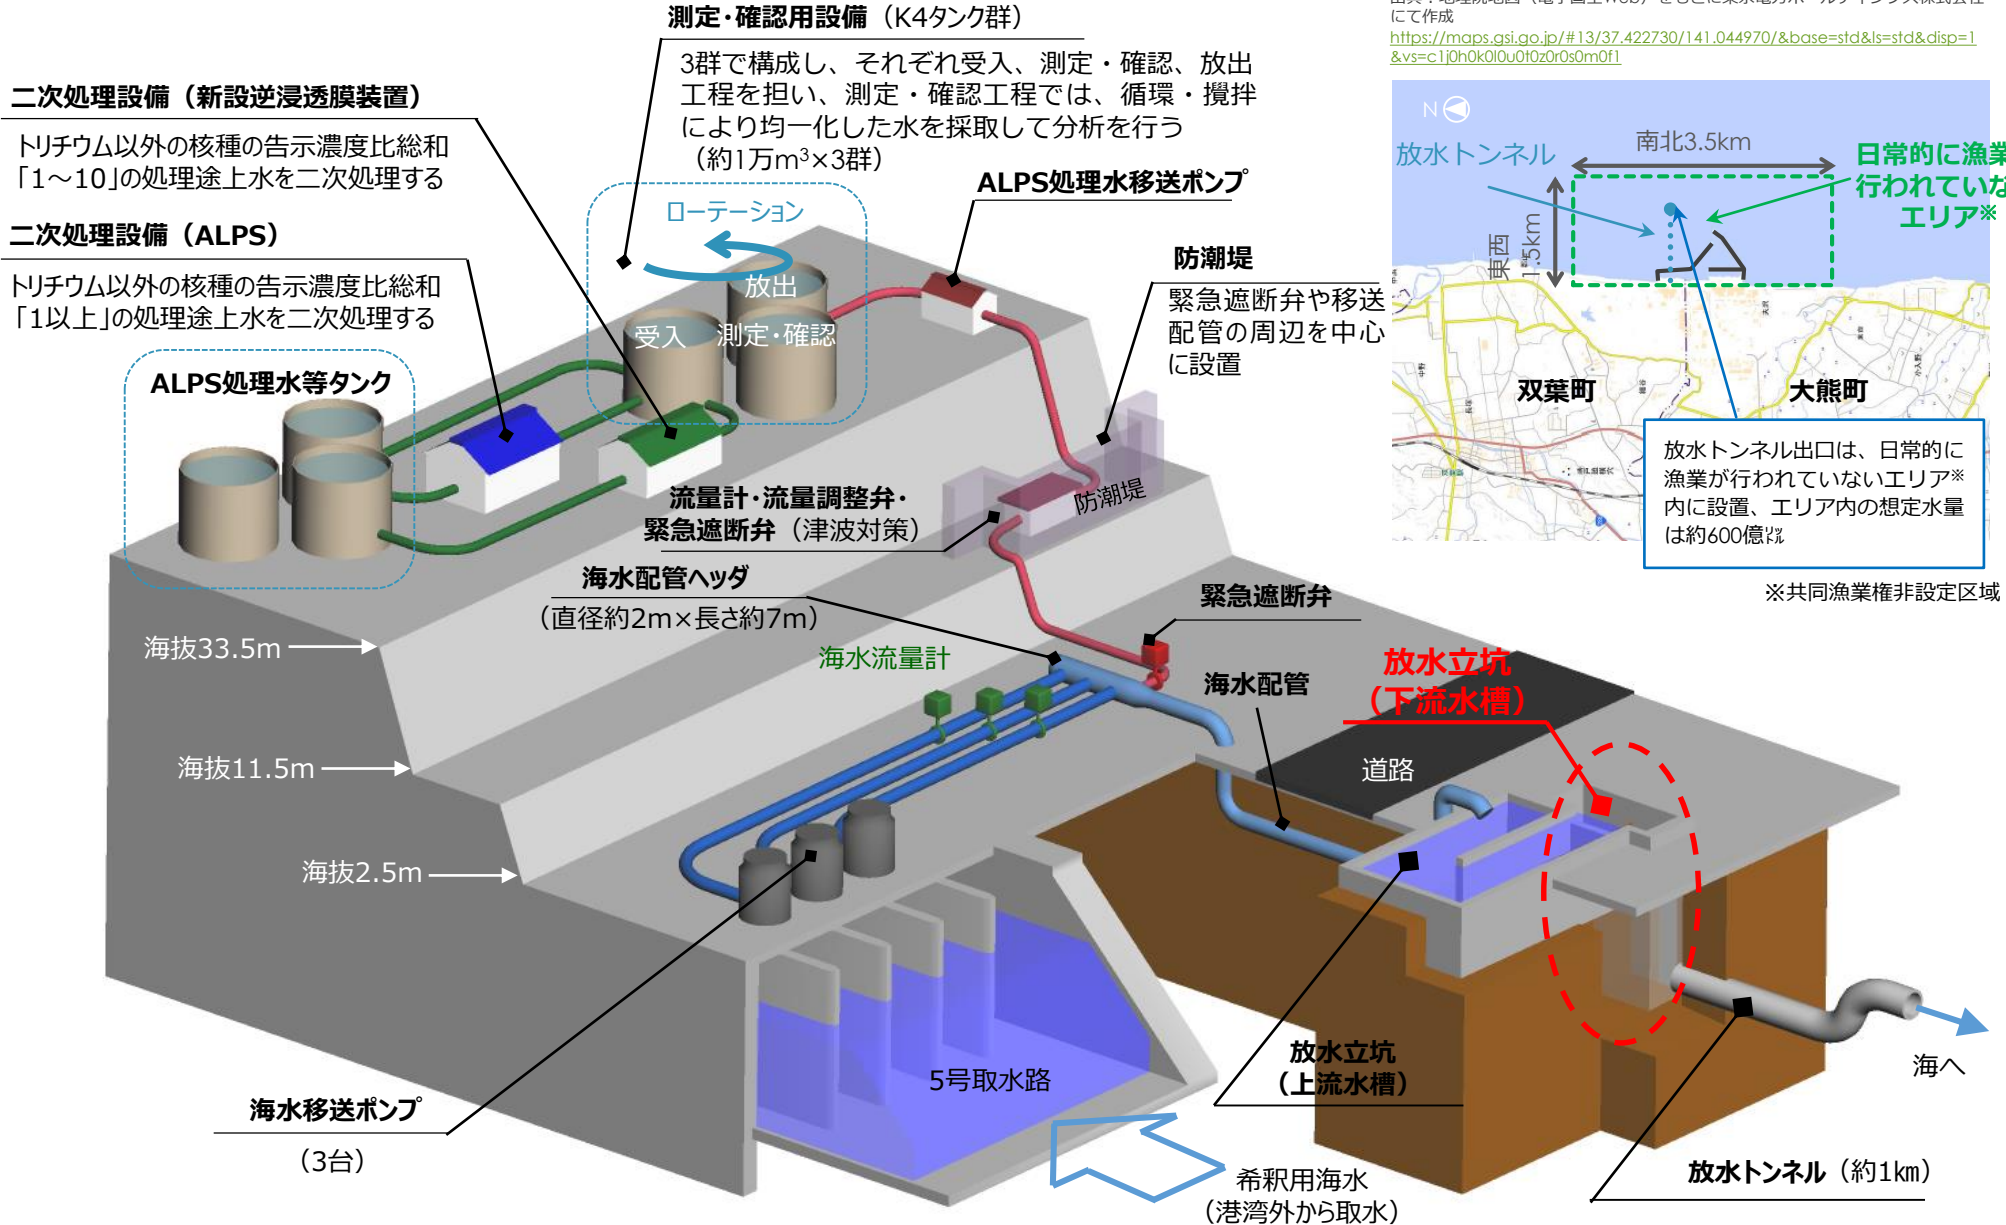 測定・確認用設備（K4タンク群）
3群で構成し、それぞれ受入、測定・確認、放出
工程を担い、測定・確認工程では、循環・攪拌
により均一化した水を採取して分析を行う
（約1万m³×3群）
二次処理設備（新設逆浸透膜装置）
トリチウム以外の核種の告示濃度比総和
「1～10」の処理途上水を二次処理する
二次処理設備（ALPS）
トリチウム以外の核種の告示濃度比総和
「1以上」の処理途上水を二次処理する
ALPS処理水等タンク
ローテーション
放出
受入
測定・確認
ALPS処理水移送ポンプ
防潮堤
緊急遮断弁や移送
配管の周辺を中心
に設置
防潮堤
流量計・流量調整弁・
緊急遮断弁（津波対策）
海水配管ヘッダ
（直径約2m×長さ約7m）
海水流量計
緊急遮断弁
海水配管
放水立坑
（下流水槽）
道路
海抜33.5m
海抜11.5m
海抜2.5m
海水移送ポンプ
（3台）
5号取水路
希釈用海水
（港湾外から取水）
放水立坑
（上流水槽）
放水トンネル（約1㎞）
海へ
にて作成
https://maps.gsi.go.jp/#13/37.422730/141.044970/&base=std&ls=std&disp=1
&vs=c1j0h0k0l0u0t0z0r0s0m0f1
N
放水トンネル
南北3.5km
東西
1.5km
日常的に漁業
行われていな
エリア※
双葉町
大熊町
放水トンネル出口は、日常的に
漁業が行われていないエリア※
内に設置、エリア内の想定水量
は約600億㍑
※共同漁業権非設定区域